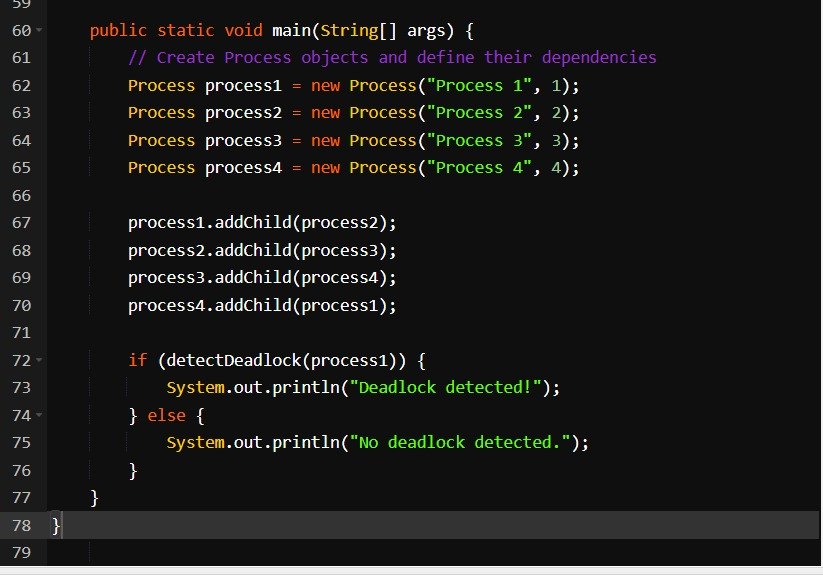 59
60 public static void main(String[] args) {
61 // Create Process objects and define their dependencies
62 Process process1 = new Process("Process 1", 1);
63 Process process2 = new Process("Process 2", 2);
64 Process process3 = new Process("Process 3", 3);
65 Process process4 = new Process("Process 4", 4);
66
67 process1.addChild(process2);
68 process2.addChild(process3);
69 process3.addChild(process4);
70 process4.addChild(process1);
71
72 if (detectDeadlock(process1)) {
73 System.out.println("Deadlock detected!");
74 } else {
75 System.out.println("No deadlock detected.");
76 }
77 }
78 }
79